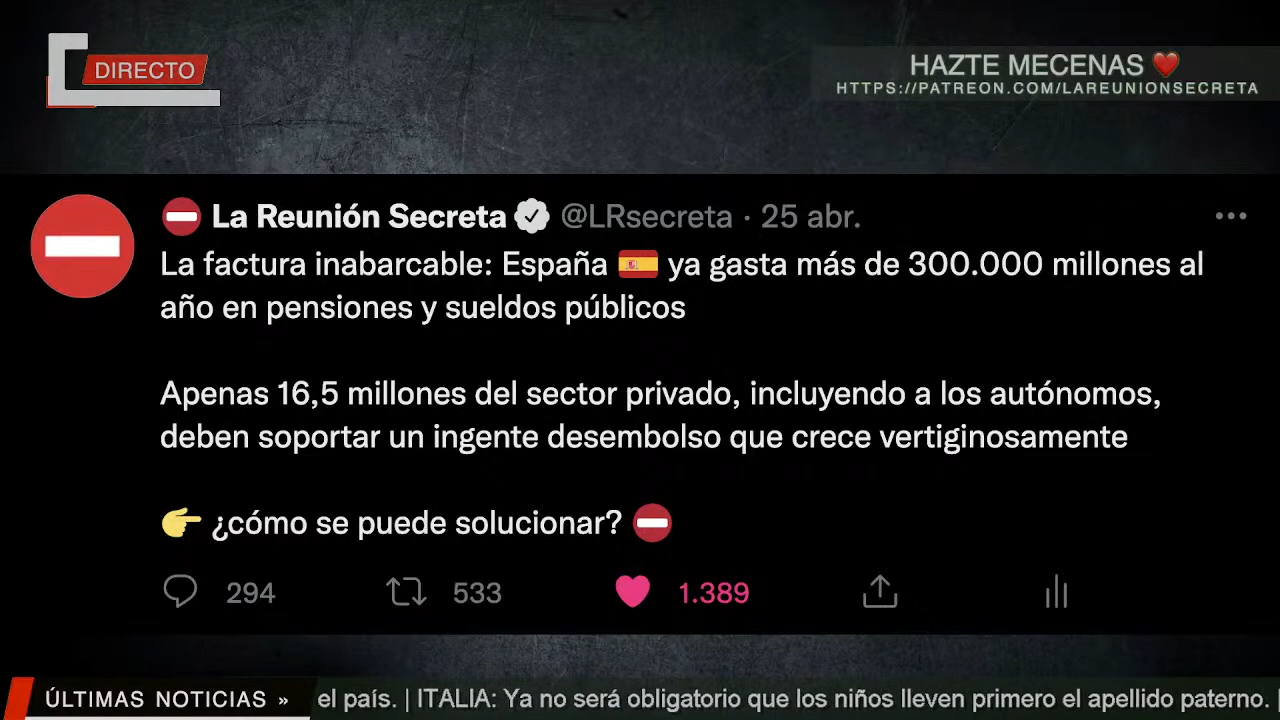 DIRECTO
HAZTE MECENAS ❤️
HTTPS://PATREON.COM/LAREUNIONSECRETA
⛔ La Reunión Secreta @LRsecreta · 25 abr.
La factura inabarcable: España 🇪🇸 ya gasta más de 300.000 millones al
año en pensiones y sueldos públicos
Apenas 16,5 millones del sector privado, incluyendo a los autónomos,
deben soportar un ingente desembolso que crece vertiginosamente
👉 ¿cómo se puede solucionar? ⛔
294 533 1.389
ÚLTIMAS NOTICIAS » el país. | ITALIA: Ya no será obligatorio que los niños lleven primero el apellido paterno. |